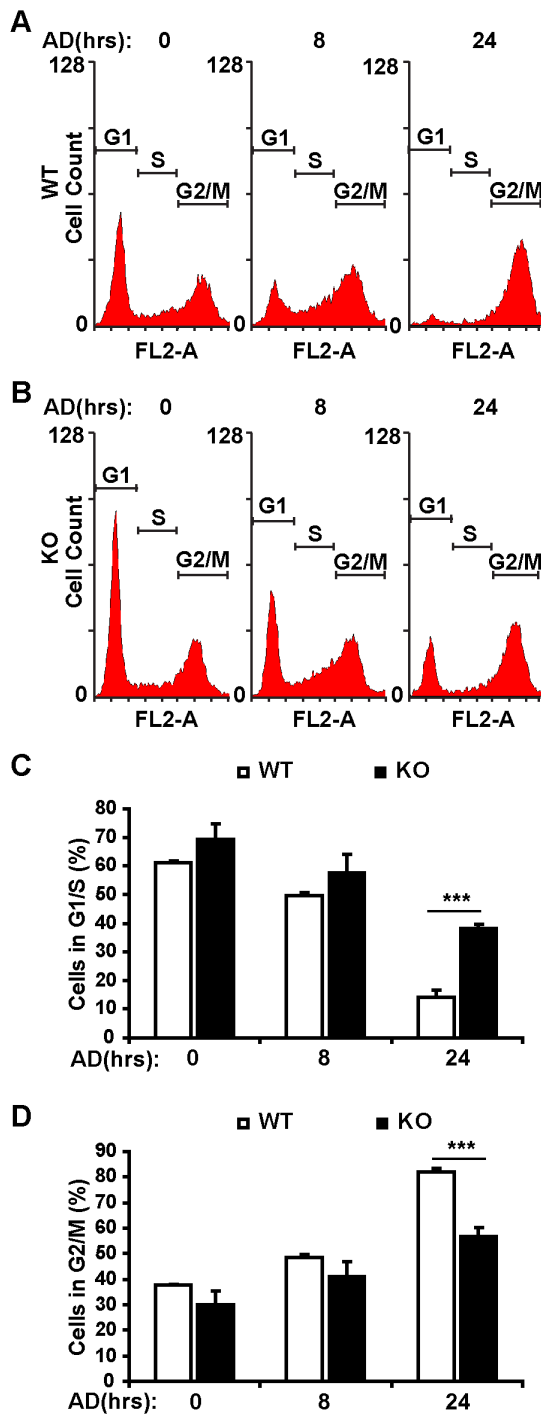 A
AD(hrs): 0 8 24
128 128 128
G1 G1 G1
S S S
G2/M G2/M G2/M
WT
Cell Count
0 0 0
FL2-A FL2-A FL2-A
B
AD(hrs): 0 8 24
128 128 128
G1 G1 G1
S S S
G2/M G2/M G2/M
KO
Cell Count
0 0 0
FL2-A FL2-A FL2-A
C
WT KO
80
70
60
50
40
30
20
10
0
Cells in G1/S (%)
***
AD(hrs): 0 8 24
D
WT KO
90
80
70
60
50
40
30
20
10
0
Cells in G2/M (%)
***
AD(hrs): 0 8 24